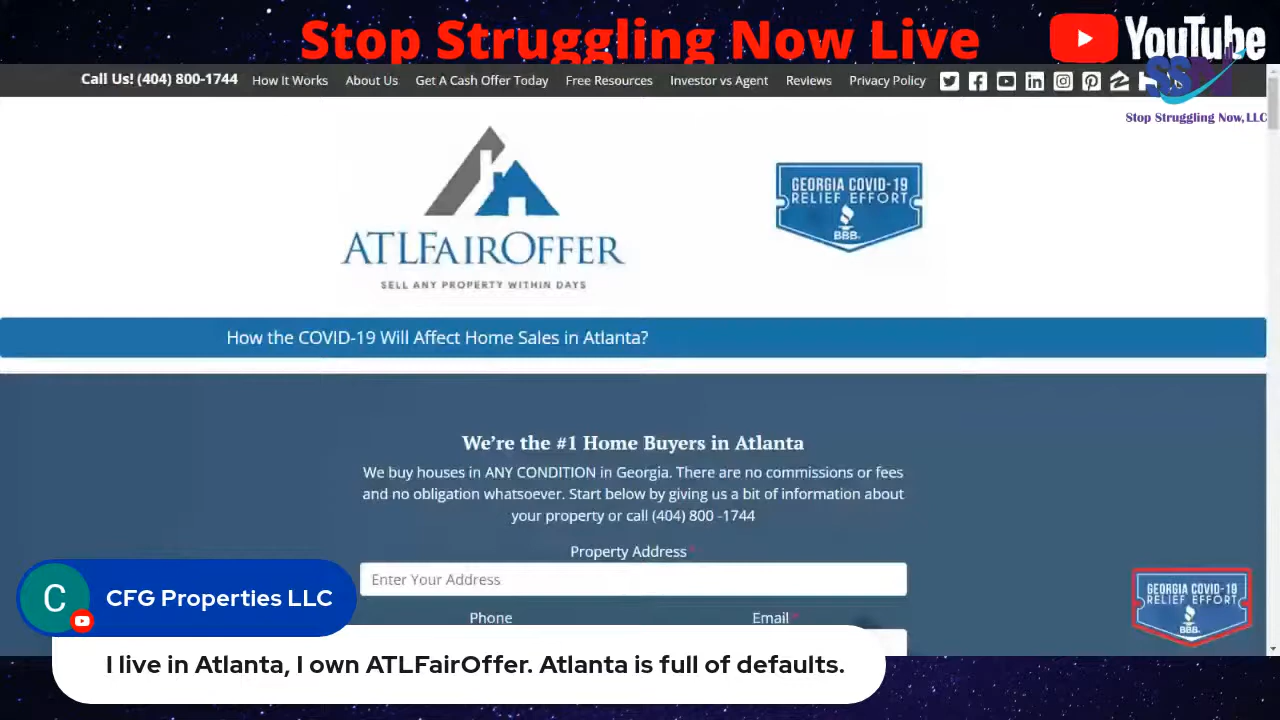 Stop Struggling Now Live
YouTube
Call Us! (404) 800-1744 How It Works About Us Get A Cash Offer Today Free Resources Investor vs Agent Reviews Privacy Policy
Stop Struggling Now, LLC
GEORGIA COVID-19
RELIEF EFFORT
BBB.
ATLFAIROFFER
SELL ANY PROPERTY WITHIN DAYS
How the COVID-19 Will Affect Home Sales in Atlanta?
We're the #1 Home Buyers in Atlanta
We buy houses in ANY CONDITION in Georgia. There are no commissions or fees
and no obligation whatsoever. Start below by giving us a bit of information about
your property or call (404) 800 -1744
Property Address *
Enter Your Address
Phone Email *
GEORGIA COVID-19
RELIEF EFFORT
BBB.
C
CFG Properties LLC
I live in Atlanta, I own ATLFairOffer. Atlanta is full of defaults.